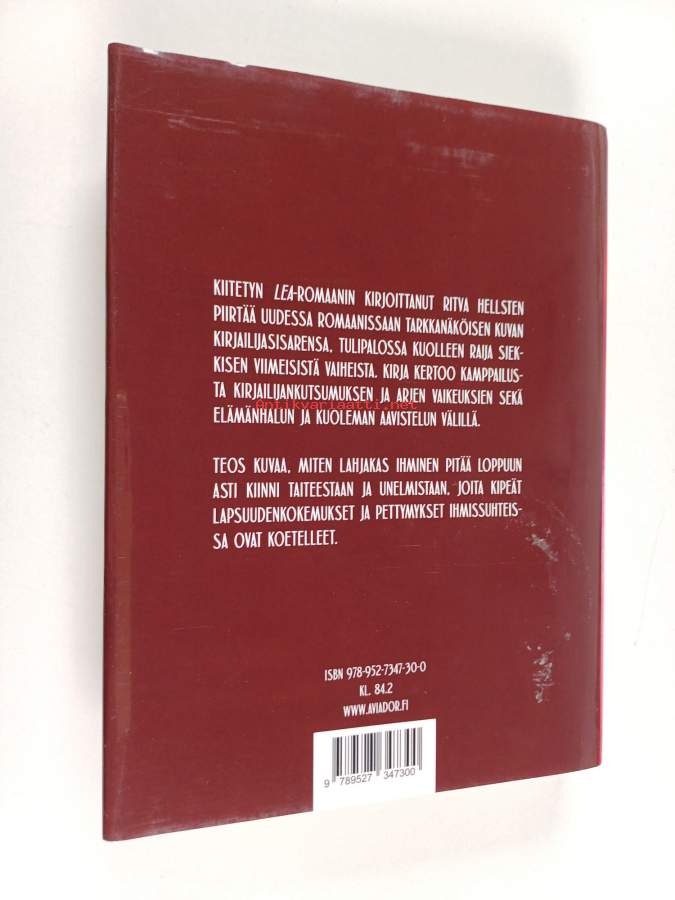 KIITETYN LEA-ROMAANIN KIRJOITTANUT RITVA HELLSTEN
PIIRTÄÄ UUDESSA ROMAANISSAAN TARKKANÄKÖISEN KUVAN
KIRJAILIJASISARENSA, TULIPALOSSA KUOLLEEN RAIJA SIEK-
KISEN VIIMEISISTÄ VAIHEISTA. KIRJA KERTOO KAMPPAILUS-
TA KIRJAILIJANKUTSUMUKSEN JA ARJEN VAIKEUKSIEN SEKÄ
Antikvariaatti.net
ELÄMÄNHALUN JA KUOLEMAN AAVISTELUN VÄLILLÄ.
TEOS KUVAA, MITEN LAHJAKAS IHMINEN PITÄÄ LOPPUUN
ASTI KIINNI TAITEESTAAN JA UNELMISTAAN, JOITA KIPEÄT
LAPSUUDENKOKEMUKSET JA PETTYMYKSET IHMISSUHTEIS-
SA OVAT KOETELLEET.
ISBN 978-952-7347-30-0
KL. 84.2
WWW.AVIADOR.FI
9 789527 347300